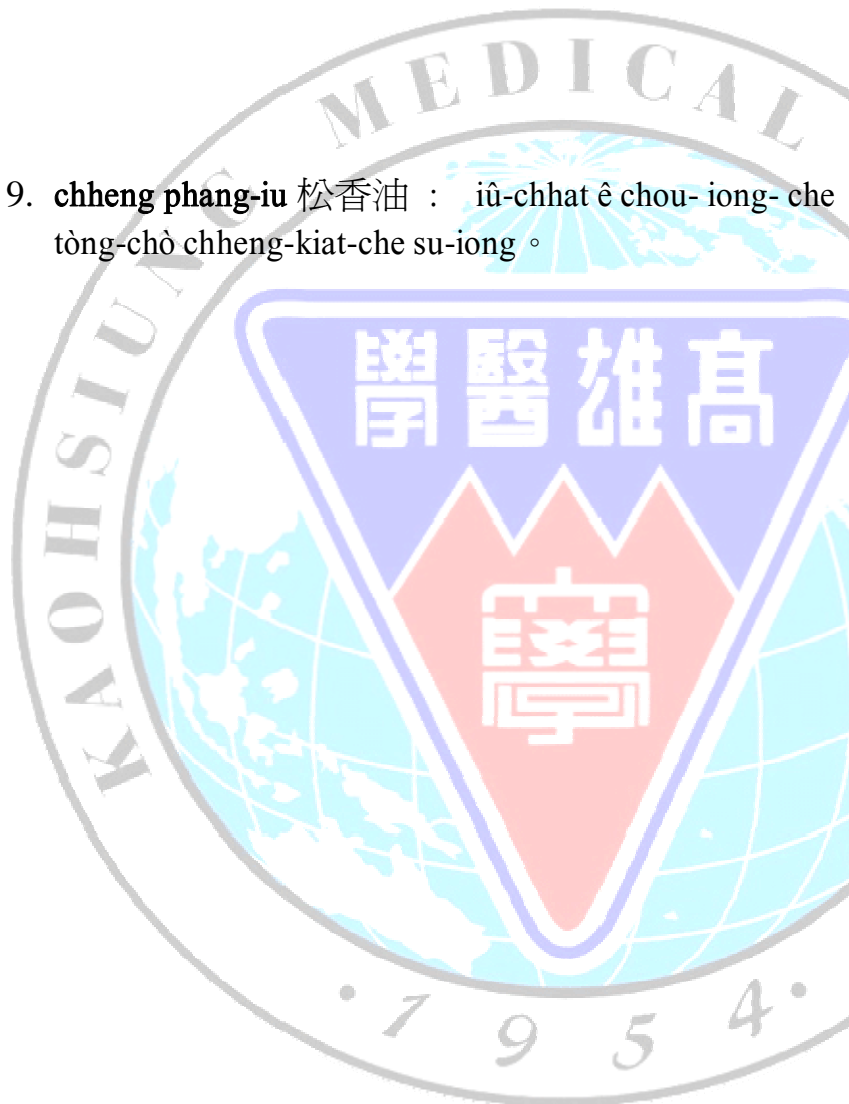 MEDICAL
9. chheng phang-iu 松香油 : iû-chhat ê chou- iong- che
tòng-chò chheng-kiat-che su-iong。
KAOHSIUNG
學醫雄高
學
·1954·